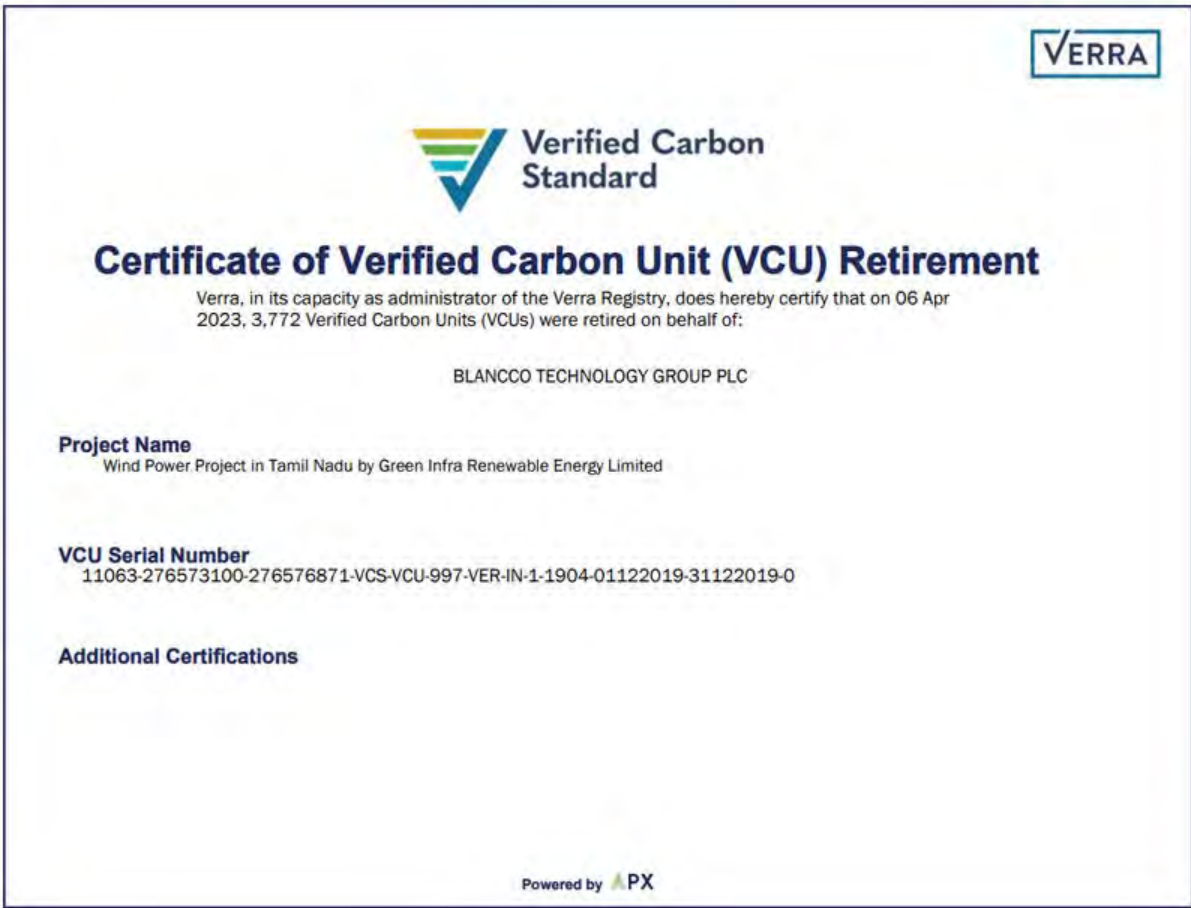 VERRA
Verified Carbon
Standard
Certificate of Verified Carbon Unit (VCU) Retirement
Verra, in its capacity as administrator of the Verra Registry, does hereby certify that on 06 Apr
2023, 3,772 Verified Carbon Units (VCUs) were retired on behalf of:
BLANCCO TECHNOLOGY GROUP PLC
Project Name
Wind Power Project in Tamil Nadu by Green Infra Renewable Energy Limited
VCU Serial Number
11063-276573100-276576871-VCS-VCU-997-VER-IN-1-1904-01122019-31122019-0
Additional Certifications
Powered by APX